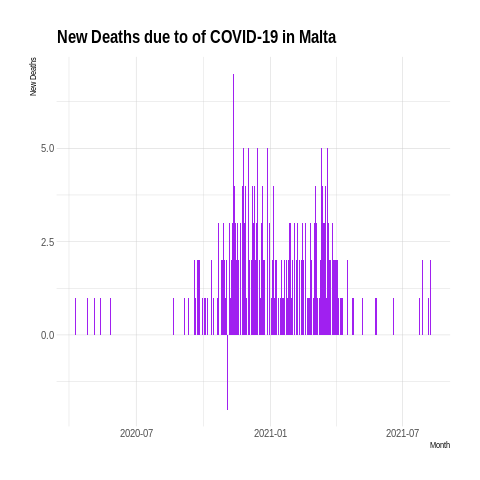 New Deaths due to of COVID-19 in Malta
New Deaths
5.0
2.5
0.0
2020-07
2021-01
2021-07
Month